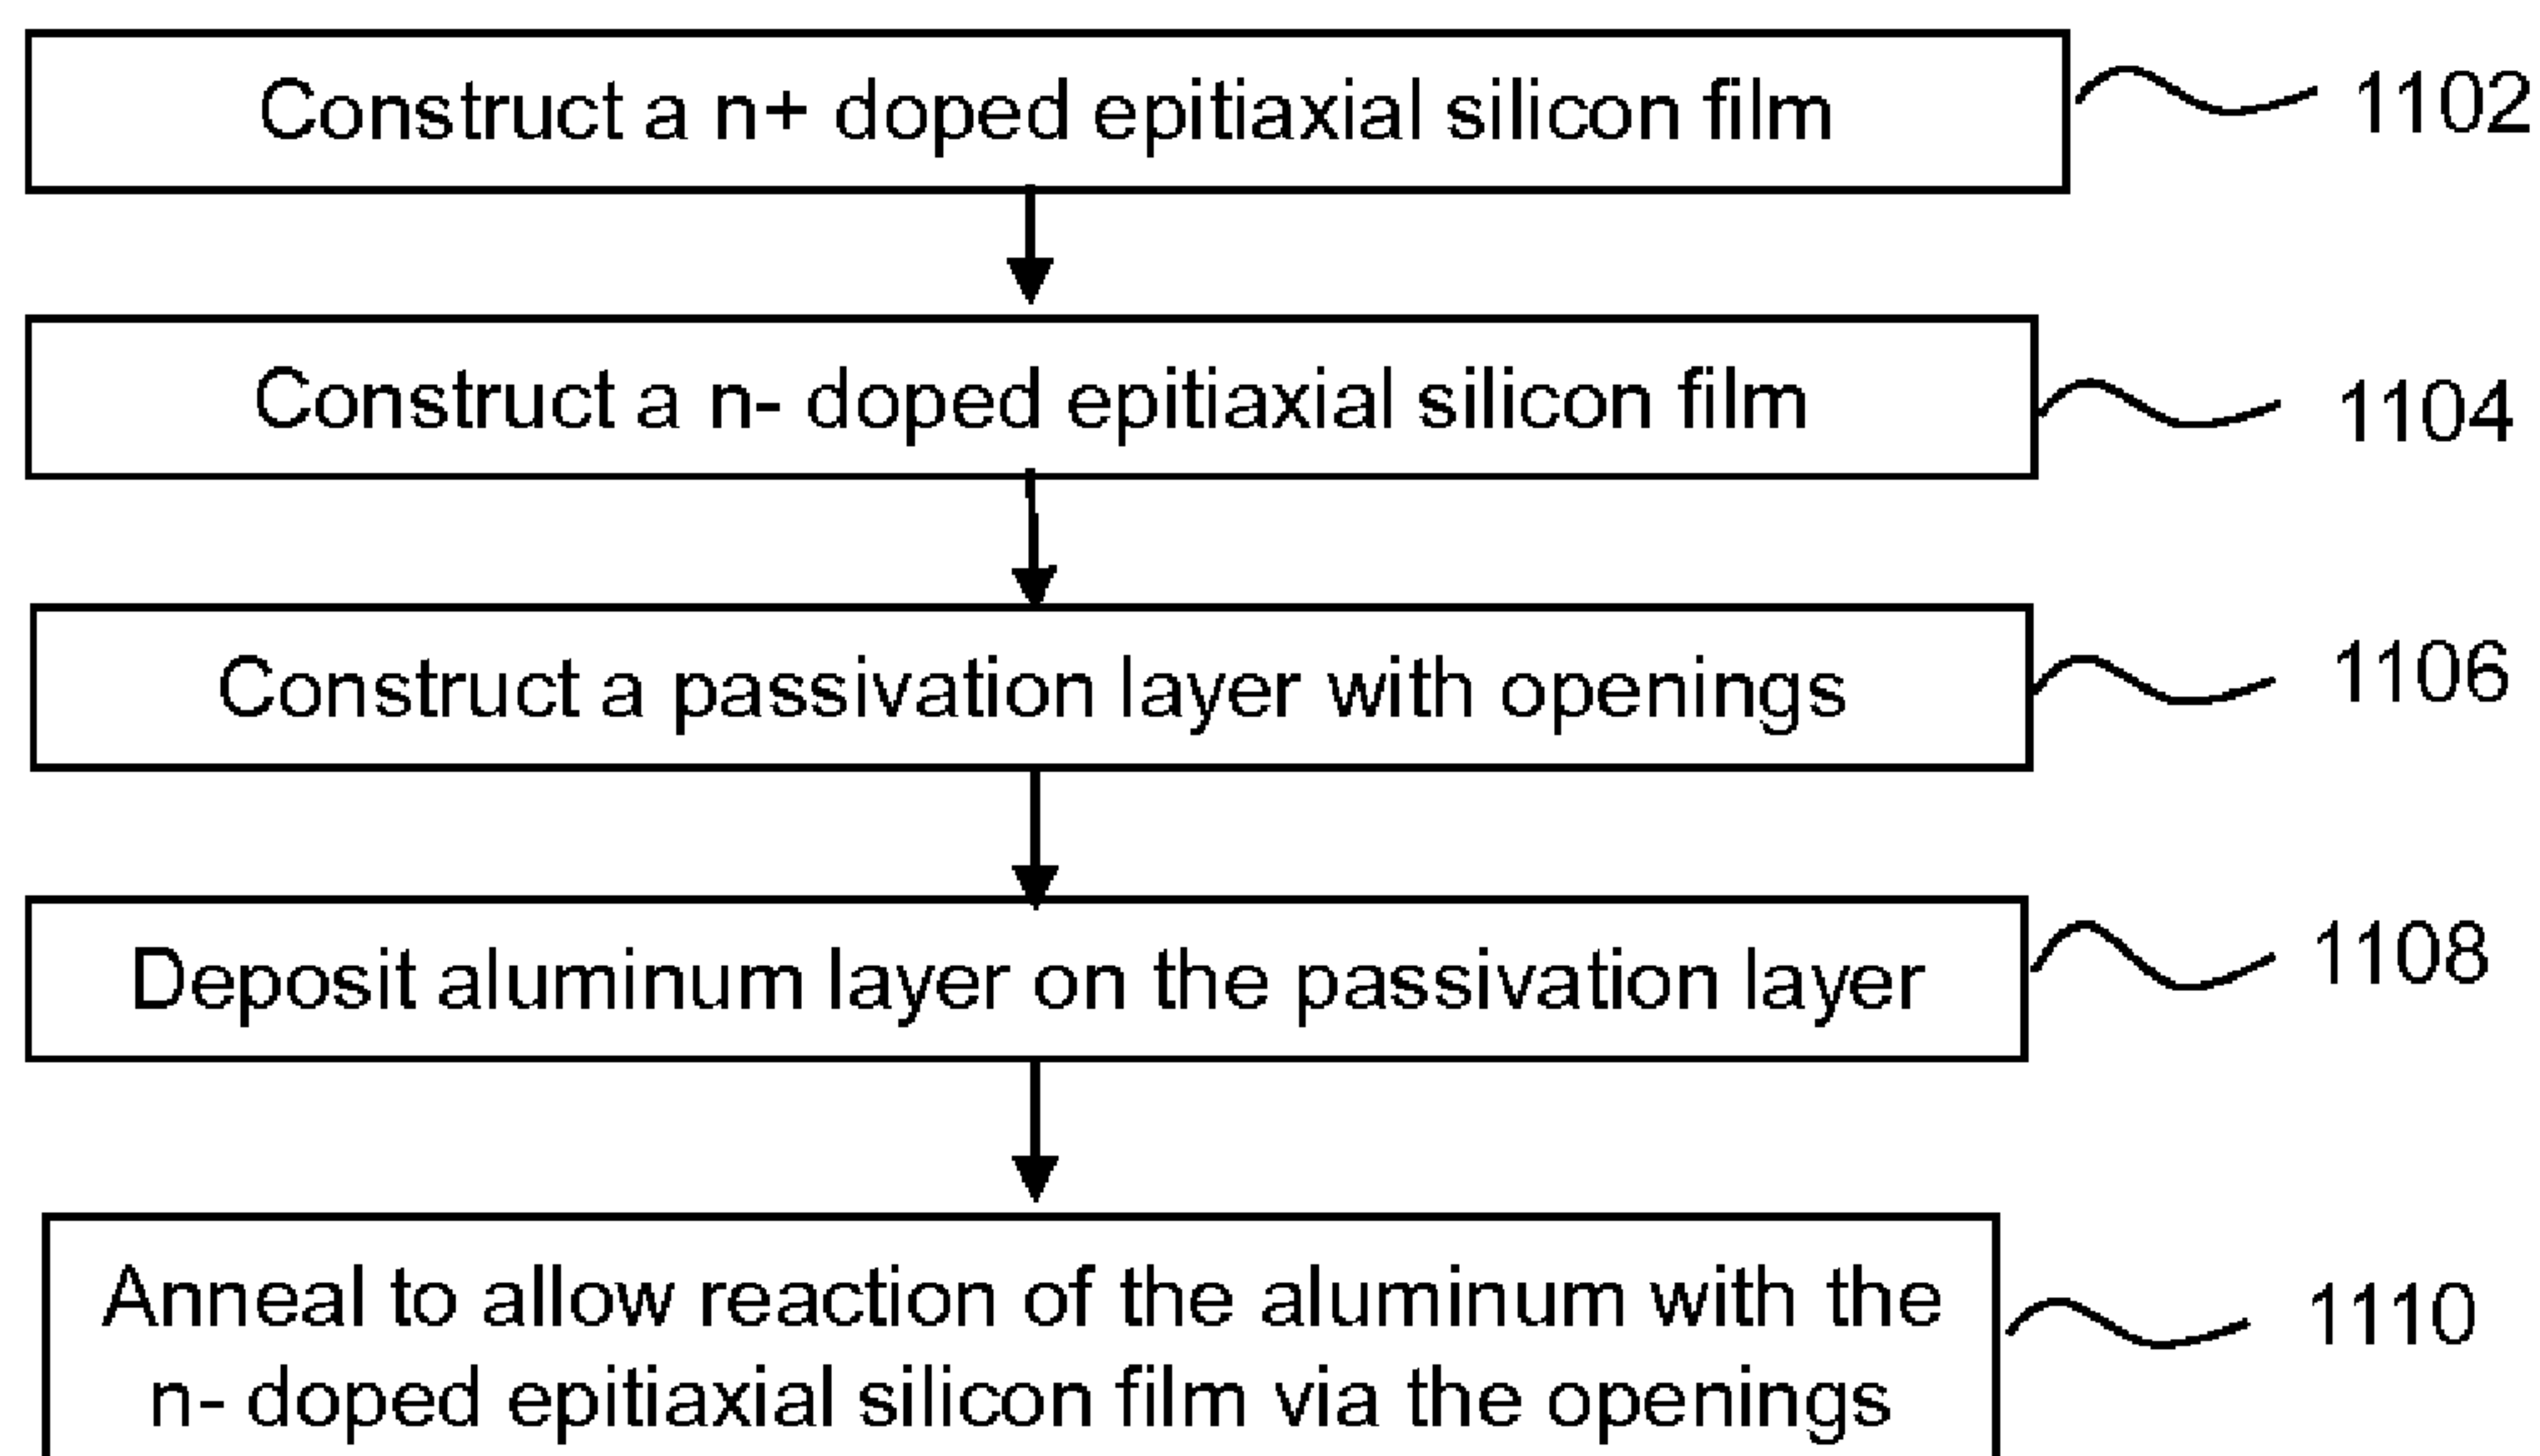 Construct a n+ doped epitiaxial silicon film 1102
Construct a n- doped epitiaxial silicon film 1104
Construct a passivation layer with openings 1106
Deposit aluminum layer on the passivation layer 1108
Anneal to allow reaction of the aluminum with the
n- doped epitiaxial silicon film via the openings
1110